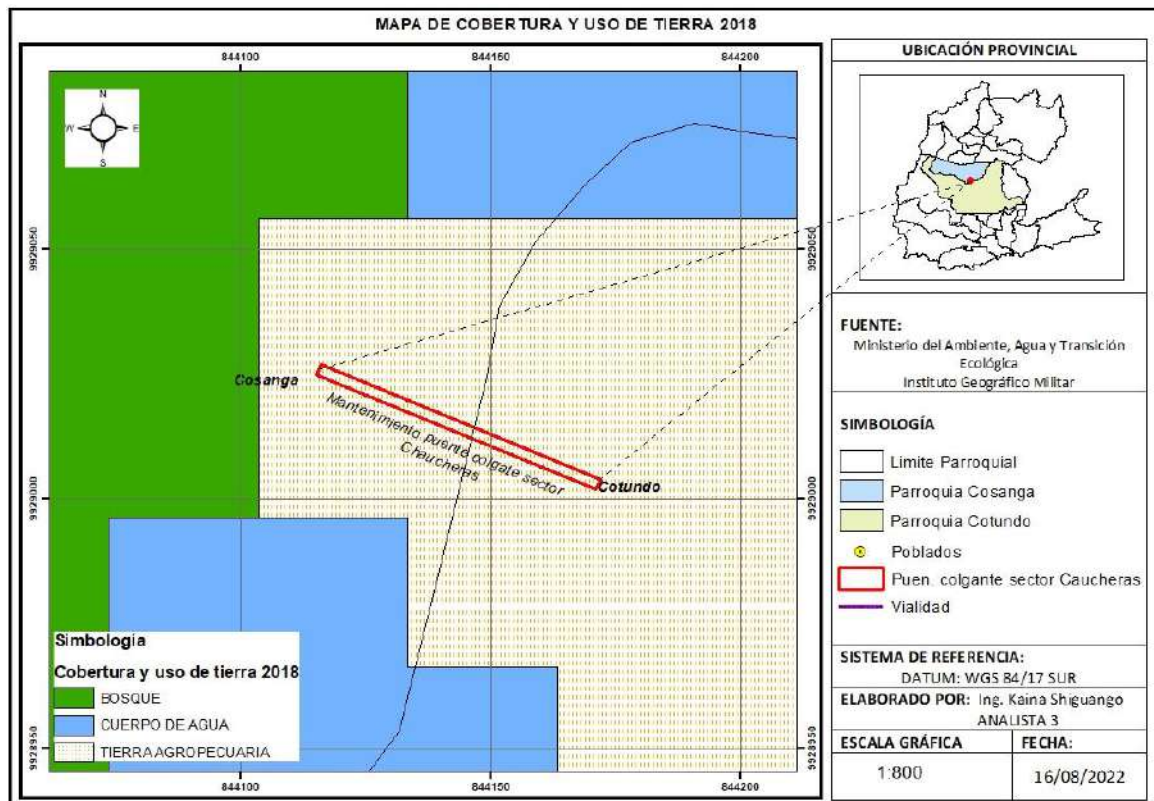 MAPA DE COBERTURA Y USO DE TIERRA 2018
844100
844150
844200
N
W
E
S
9929050
9929050
Cosanga
Mantenimiento puente colgate sector
Chaucheras
Cotundo
9929000
9929000
Simbología
Cobertura y uso de tierra 2018
BOSQUE
CUERPO DE AGUA
TIERRA AGROPECUARIA
9928950
9928950
844100
844150
844200
UBICACIÓN PROVINCIAL
FUENTE:
Ministerio del Ambiente, Agua y Transición
Ecológica
Instituto Geográfico Militar
SIMBOLOGÍA
Limite Parroquial
Parroquia Cosanga
Parroquia Cotundo
Poblados
Puen. colgante sector Caucheras
Vialidad
SISTEMA DE REFERENCIA:
DATUM: WGS 84/17 SUR
ELABORADO POR: Ing. Kaina Shiguango
ANALISTA 3
ESCALA GRÁFICA
1:800
FECHA:
16/08/2022